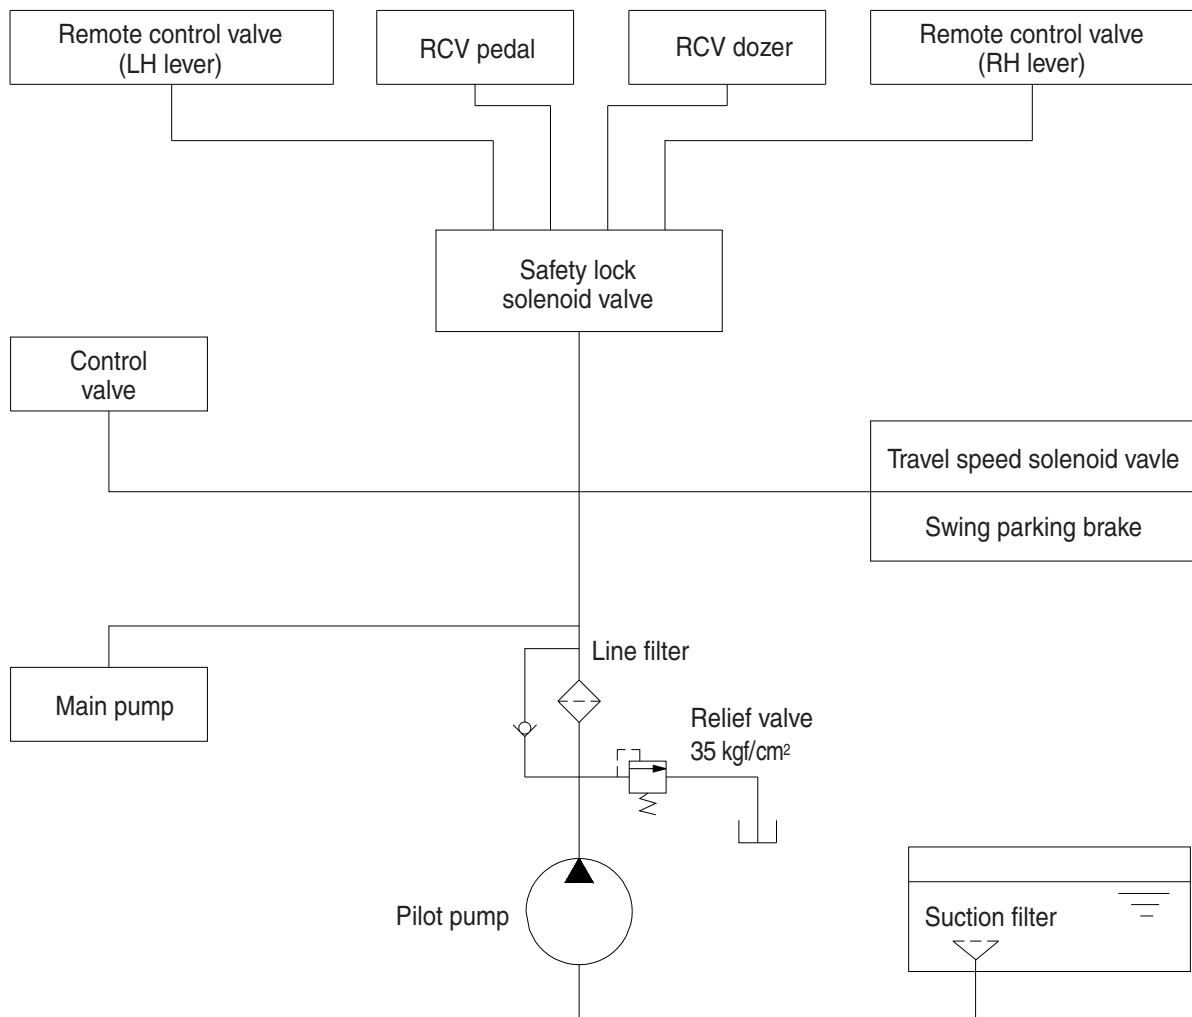 Remote control valve
(LH lever)
RCV pedal
RCV dozer
Remote control valve
(RH lever)
Safety lock
solenoid valve
Control
valve
Travel speed solenoid vavle
Swing parking brake
Line filter
Main pump
Relief valve
35 kgf/cm²
Pilot pump
Suction filter